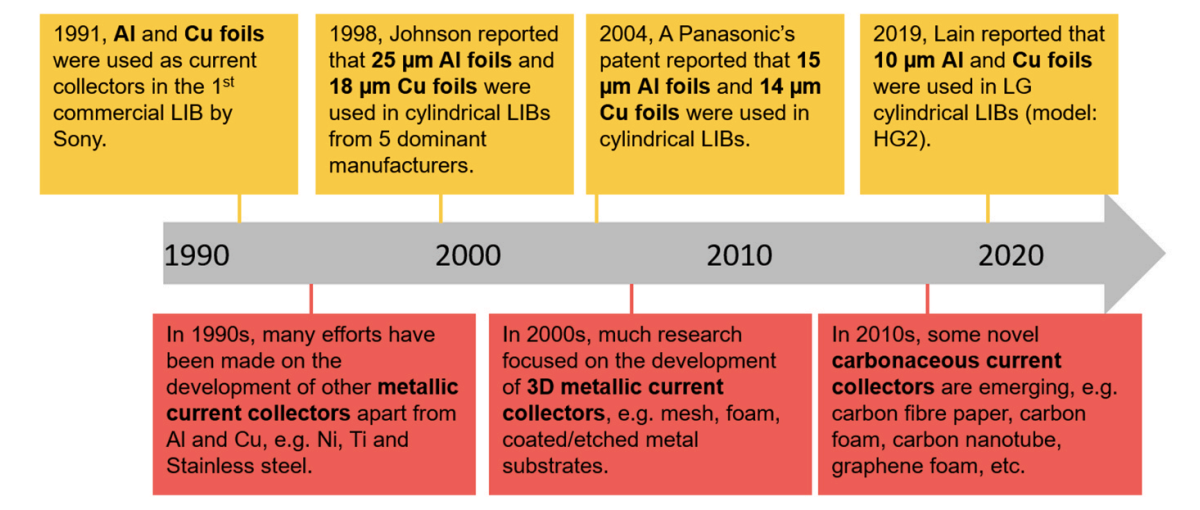 1991, Al and Cu foils
were used as current
collectors in the 1st
commercial LIB by
Sony.
1998, Johnson reported
that 25 µm Al foils and
18 µm Cu foils were
used in cylindrical LIBs
from 5 dominant
manufacturers.
2004, A Panasonic's
patent reported that 15
µm Al foils and 14 µm
Cu foils were used in
cylindrical LIBs.
2019, Lain reported that
10 µm Al and Cu foils
were used in LG
cylindrical LIBs (model:
HG2).
1990
2000
2010
2020
In 1990s, many efforts have
been made on the
development of other metallic
current collectors apart from
Al and Cu, e.g. Ni, Ti and
Stainless steel.
In 2000s, much research
focused on the development
of 3D metallic current
collectors, e.g. mesh, foam,
coated/etched metal
substrates.
In 2010s, some novel
carbonaceous current
collectors are emerging, e.g.
carbon fibre paper, carbon
foam, carbon nanotube,
graphene foam, etc.